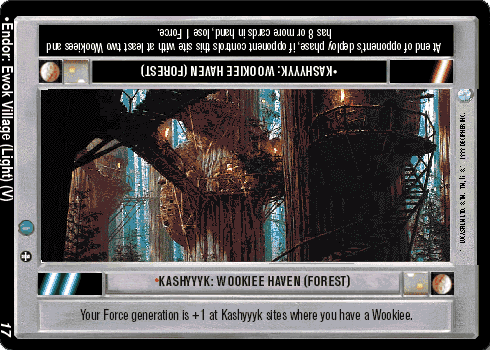 At end of opponent's deploy phase, if opponent controls this site with at least two Wookiees and
has 8 or more cards in hand, lose 1 Force.
•KASHYYYK: WOOKIEE HAVEN (FOREST)
•Endor: Ewok Village (Light) (V)
17
•KASHYYYK: WOOKIEE HAVEN (FOREST)
Your Force generation is +1 at Kashyyyk sites where you have a Wookiee.